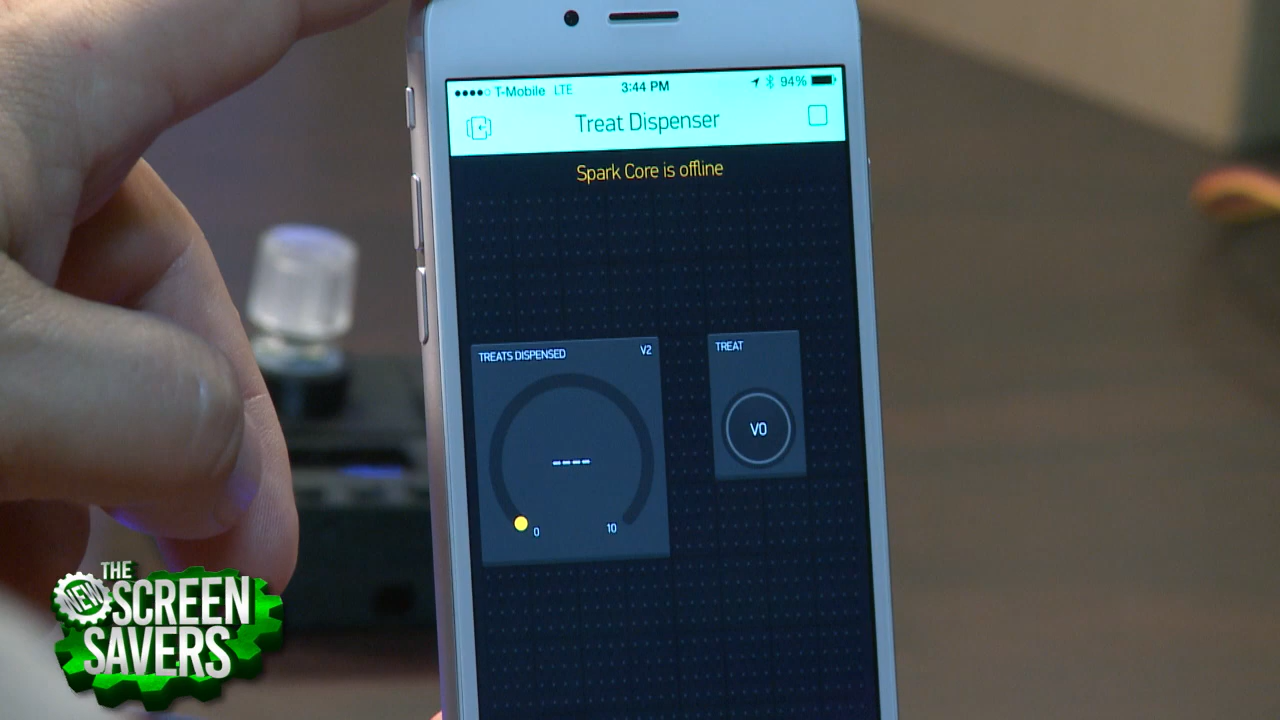 T-Mobile LTE
3:44 PM
94%
Treat Dispenser
Spark Core is offline
TREATS DISPENSED
V2
----
0
10
TREAT
V0
THE
NEW
SCREEN
SAVERS